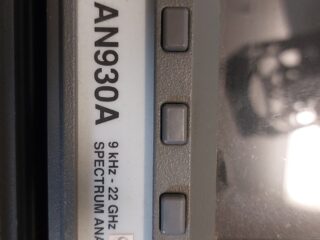 AN930A
9 kHz - 22 GHz
SPECTRUM ANA